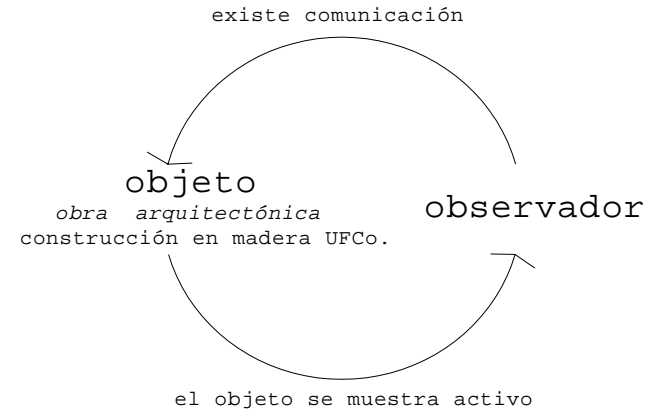 existe comunicación
objeto
obra arquitectónica
construcción en madera UFCo.
observador
el objeto se muestra activo